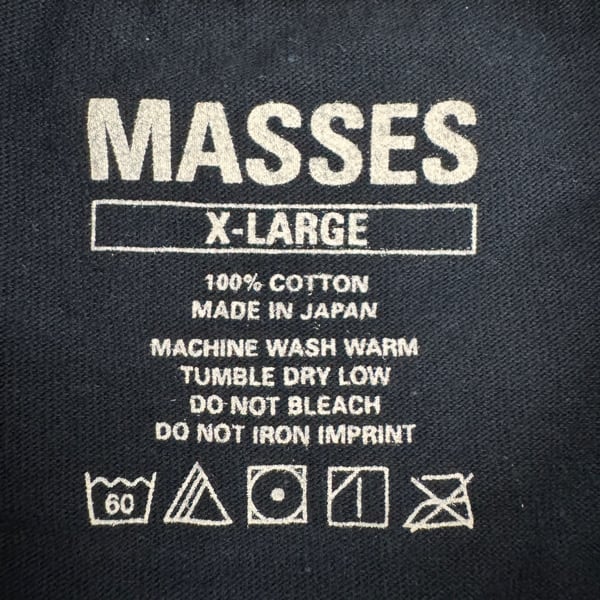 MASSES
X-LARGE
100% COTTON
MADE IN JAPAN
MACHINE WASH WARM
TUMBLE DRY LOW
DO NOT BLEACH
DO NOT IRON IMPRINT
60